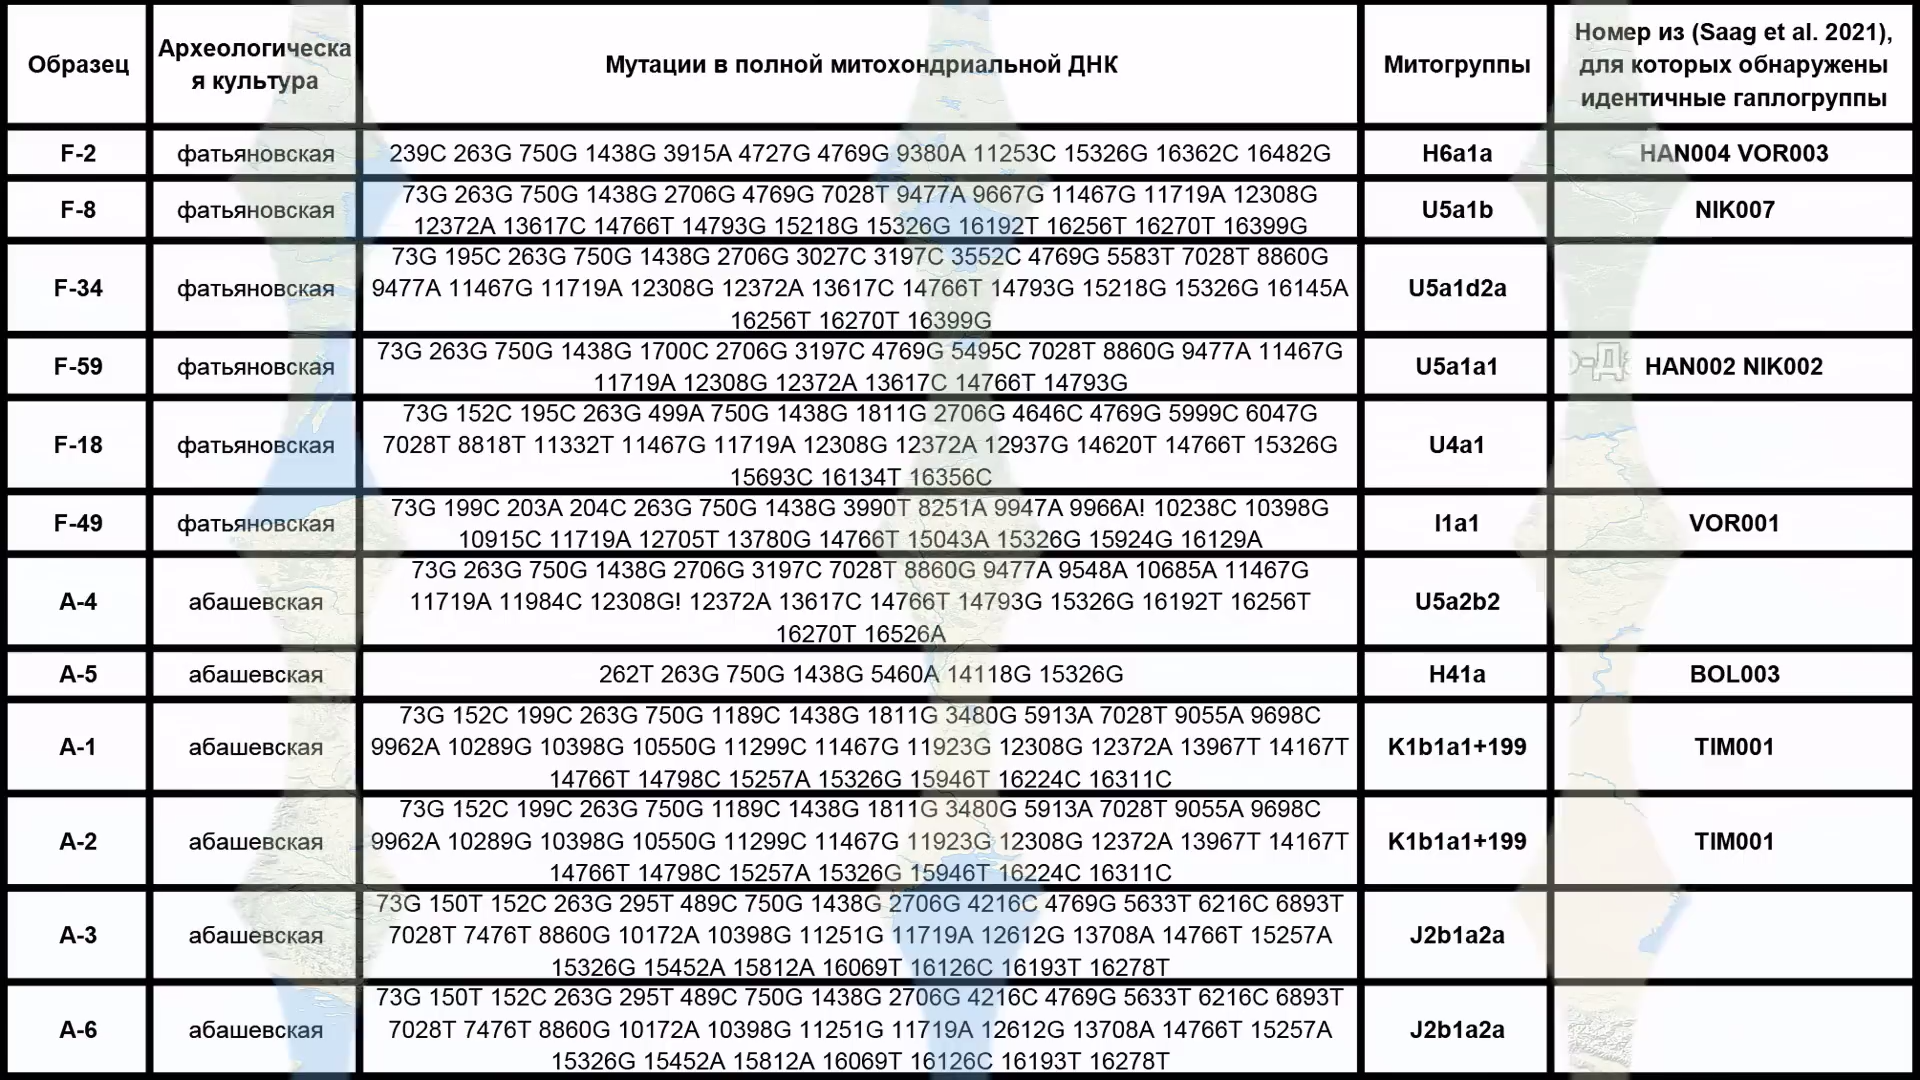 Образец
Археологическа
я культура
Мутации в полной митохондриальной ДНК
Митогруппы
Номер из (Saag et al. 2021),
для которых обнаружены
идентичные гаплогруппы
F-2
фатьяновская
239C 263G 750G 1438G 3915A 4727G 4769G 9380A 11253C 15326G 16362C 16482G
H6a1a
HAN004 VOR003
F-8
фатьяновская
73G 263G 750G 1438G 2706G 4769G 7028T 9477A 9667G 11467G 11719A 12308G
12372A 13617C 14766T 14793G 15218G 15326G 16192T 16256T 16270T 16399G
U5a1b
NIK007
F-34
фатьяновская
73G 195C 263G 750G 1438G 2706G 3027C 3197C 3552C 4769G 5583T 7028T 8860G
9477A 11467G 11719A 12308G 12372A 13617C 14766T 14793G 15218G 15326G 16145A
16256T 16270T 16399G
U5a1d2a
F-59
фатьяновская
73G 263G 750G 1438G 1700C 2706G 3197C 4769G 5495C 7028T 8860G 9477A 11467G
11719A 12308G 12372A 13617C 14766T 14793G
U5a1a1
HAN002 NIK002
F-18
фатьяновская
73G 152C 195C 263G 499A 750G 1438G 1811G 2706G 4646C 4769G 5999C 6047G
7028T 8818T 11332T 11467G 11719A 12308G 12372A 12937G 14620T 14766T 15326G
15693C 16134T 16356C
U4a1
F-49
фатьяновская
73G 199C 203A 204C 263G 750G 1438G 3990T 8251A 9947A 9966A! 10238C 10398G
10915C 11719A 12705T 13780G 14766T 15043A 15326G 15924G 16129A
I1a1
VOR001
A-4
абашевская
73G 263G 750G 1438G 2706G 3197C 7028T 8860G 9477A 9548A 10685A 11467G
11719A 11984C 12308G! 12372A 13617C 14766T 14793G 15326G 16192T 16256T
16270T 16526A
U5a2b2
A-5
абашевская
262T 263G 750G 1438G 5460A 14118G 15326G
H41a
BOL003
A-1
абашевская
73G 152C 199C 263G 750G 1189C 1438G 1811G 3480G 5913A 7028T 9055A 9698C
9962A 10289G 10398G 10550G 11299C 11467G 11923G 12308G 12372A 13967T 14167T
14766T 14798C 15257A 15326G 15946T 16224C 16311C
K1b1a1+199
TIM001
A-2
абашевская
73G 152C 199C 263G 750G 1189C 1438G 1811G 3480G 5913A 7028T 9055A 9698C
9962A 10289G 10398G 10550G 11299C 11467G 11923G 12308G 12372A 13967T 14167T
14766T 14798C 15257A 15326G 15946T 16224C 16311C
K1b1a1+199
TIM001
A-3
абашевская
73G 150T 152C 263G 295T 489C 750G 1438G 2706G 4216C 4769G 5633T 6216C 6893T
7028T 7476T 8860G 10172A 10398G 11251G 11719A 12612G 13708A 14766T 15257A
15326G 15452A 15812A 16069T 16126C 16193T 16278T
J2b1a2a
A-6
абашевская
73G 150T 152C 263G 295T 489C 750G 1438G 2706G 4216C 4769G 5633T 6216C 6893T
7028T 7476T 8860G 10172A 10398G 11251G 11719A 12612G 13708A 14766T 15257A
15326G 15452A 15812A 16069T 16126C 16193T 16278T
J2b1a2a